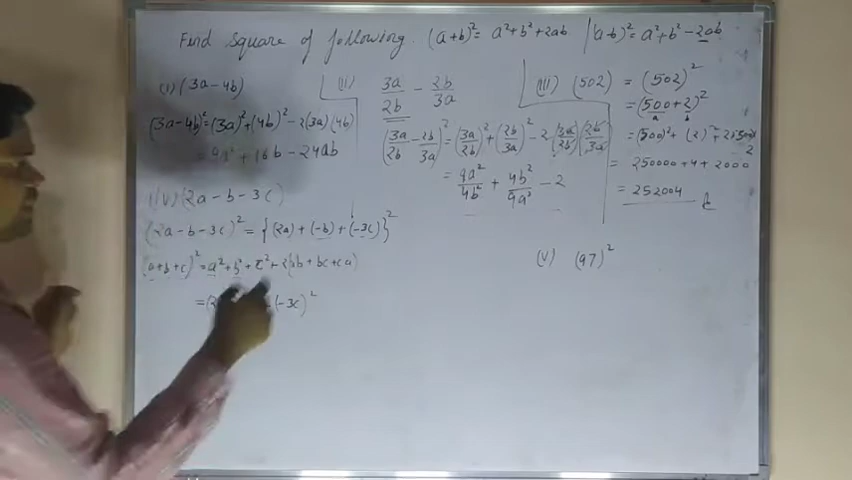 Find Square of following. (a+b)² = a²+b²+2ab | (a-b)² = a²+b²-2ab
(i) (3a-4b)
(3a-4b)² = (3a)²+(4b)²-2(3a)(4b)
= 9a²+16b-24ab
(II) 3a/2b - 2b/3a
(3a/2b - 2b/3a)² = (3a/2b)²+(2b/3a)²-2(3a/2b)(2b/3a)
= 9a²/4b² + 4b²/9a² - 2
(III) (502) = (502)²
= (500+2)²
a b
= (500)²+(2)²+2×500×2
= 250000+4+2000
= 252004
(IV) (2a-b-3c)
(2a-b-3c)² = {(2a)+(-b)+(-3c)}²
(a+b+c)² = a²+b²+c²+2(ab+bc+ca)
= (-3c)²
(V) (97)²